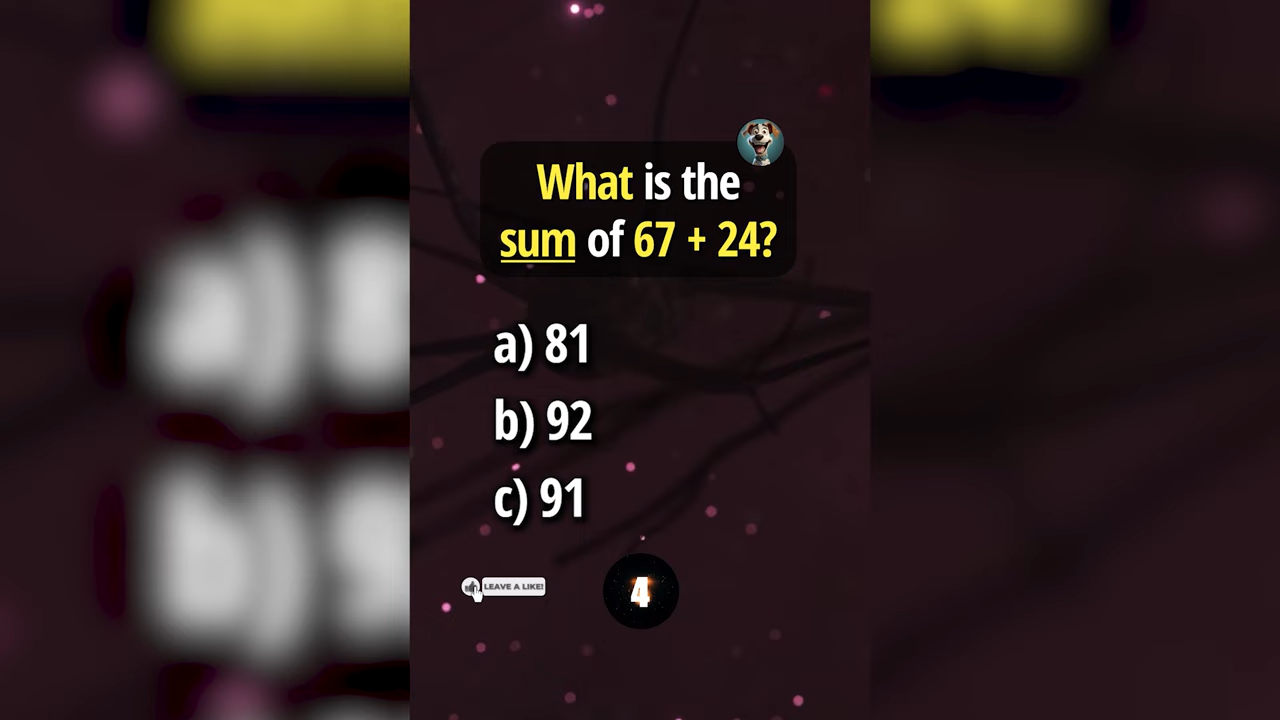 What is the
sum of 67 + 24?
a) 81
b) 92
c) 91
LEAVE A LIKE!
4